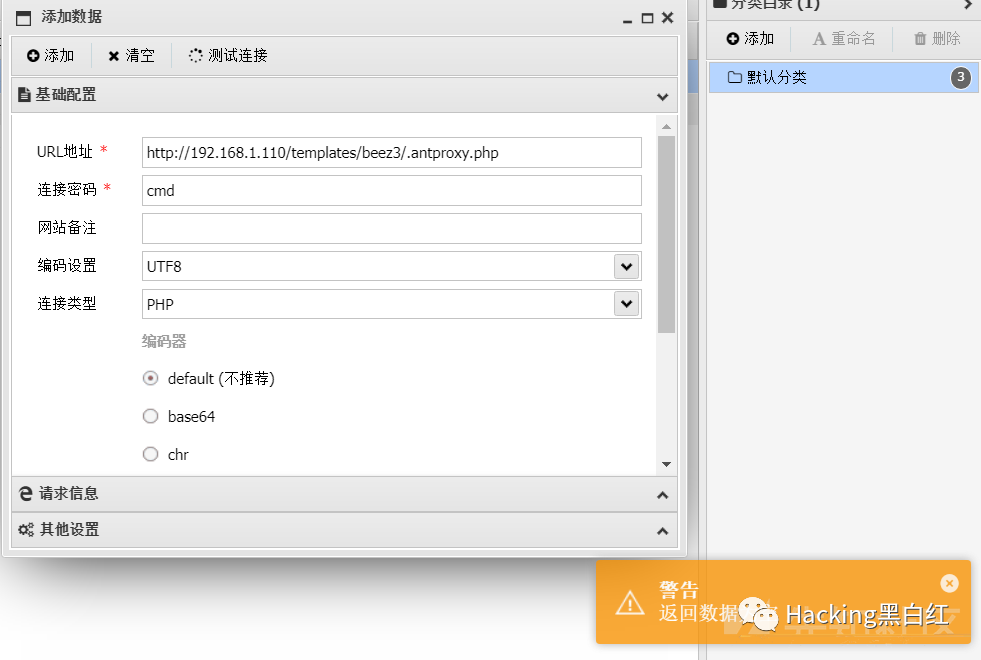 添加数据
添加
清空
测试连接
基础配置
URL地址 *
http://192.168.1.110/templates/beez3/.antproxy.php
连接密码 *
cmd
网站备注
编码设置
UTF8
连接类型
PHP
编码器
default (不推荐)
base64
chr
请求信息
其他设置
分类目录 (1)
添加
重命名
删除
默认分类
3
警告
返回数据
Hacking黑白红